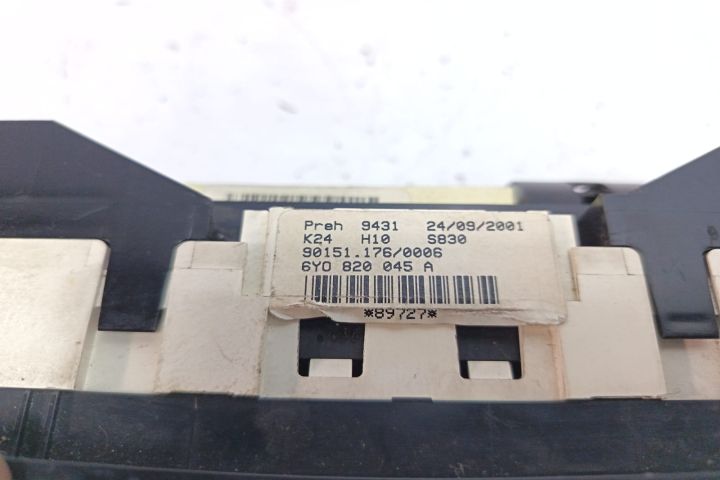 Preh 9431 24/09/2001
K24 H10 S830
90151.176/0006
6Y0 820 045 A
*89727*